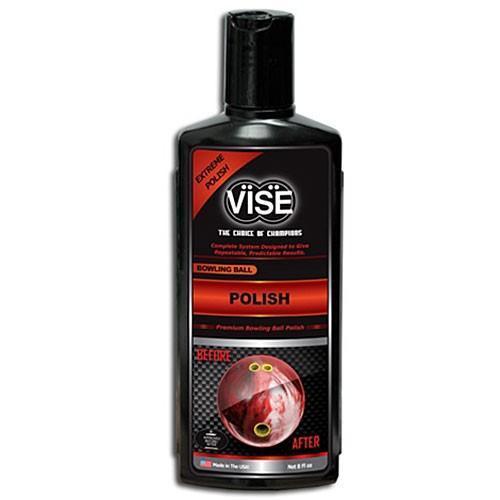 EXTREME
POLISH
VISË
THE CHOICE OF CHAMPIONS
Complete System Designed to Give
Repeatable, Predictable Results.
BOWLING BALL
POLISH
Premium Bowling Ball Polish
BEFORE
AFTER
Made in The USA!
Net 8 fl oz